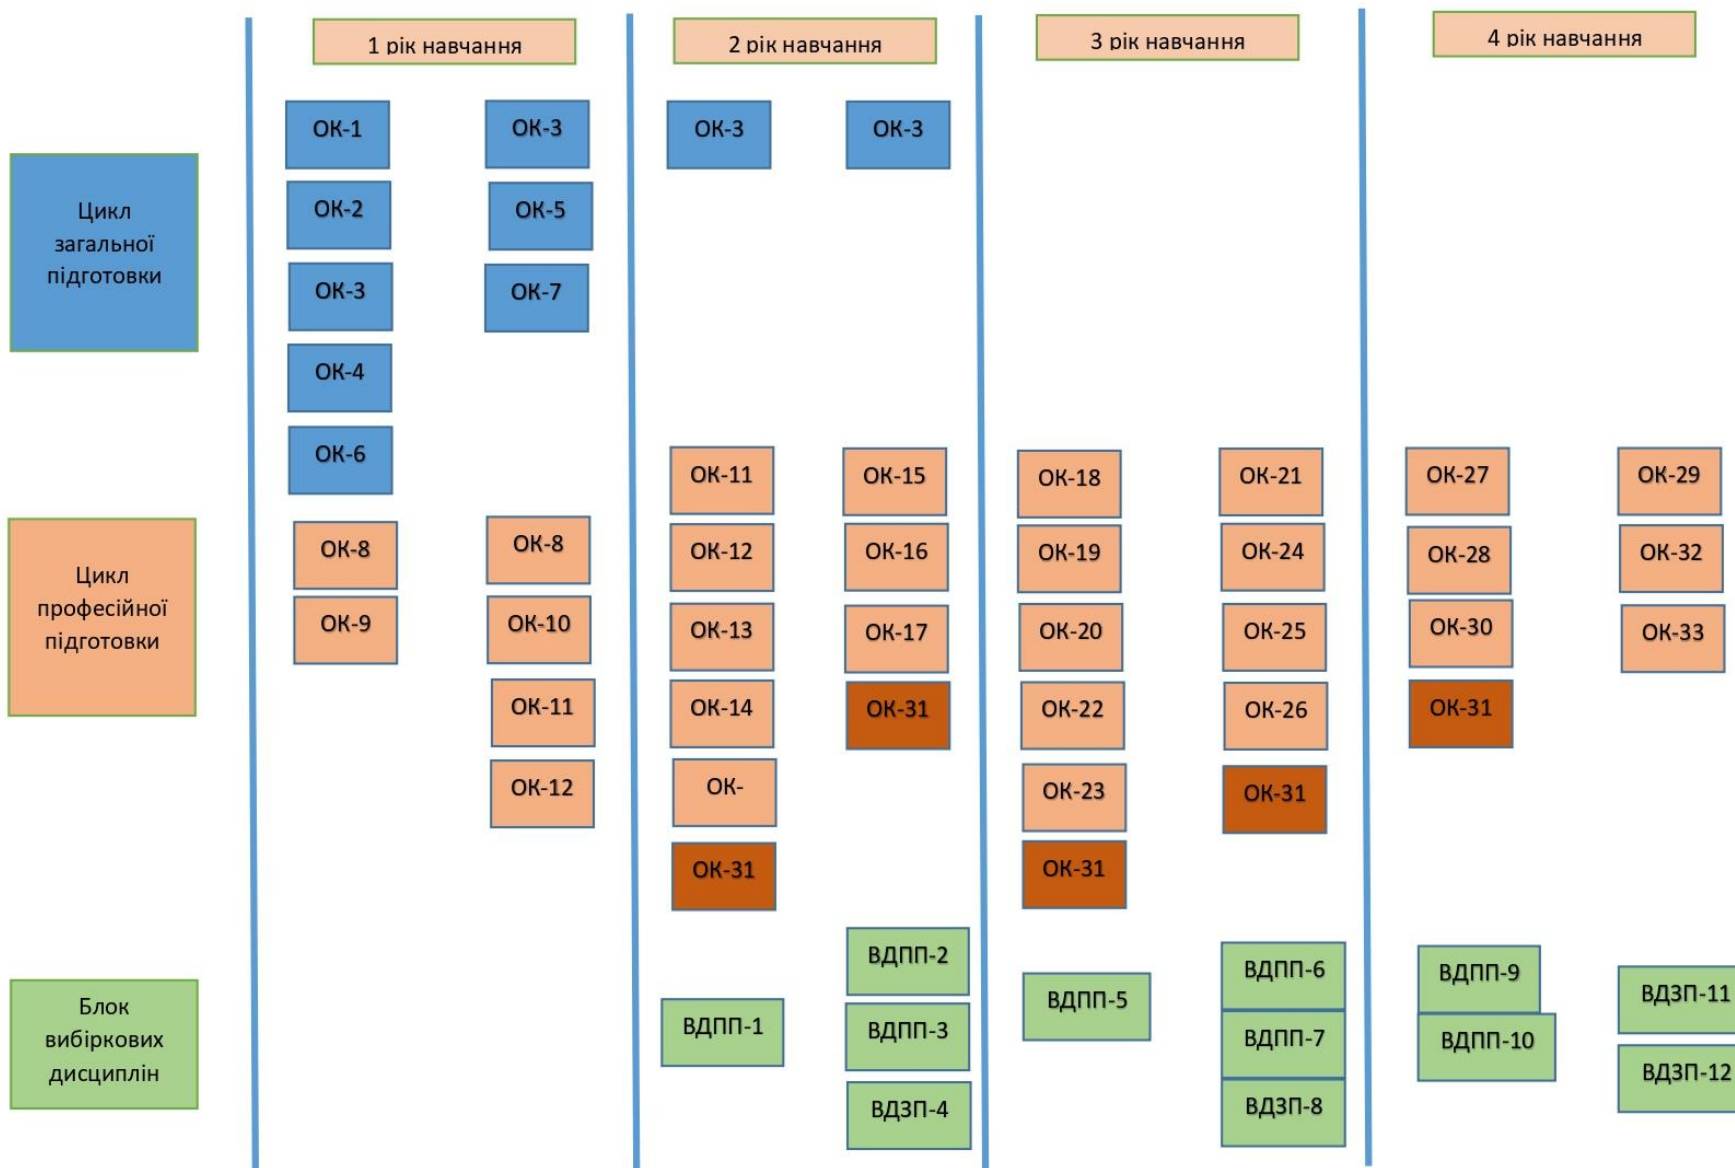 1 рік навчання
2 рік навчання
3 рік навчання
4 рік навчання
Цикл
загальної
підготовки
ОК-1
ОК-3
ОК-3
ОК-3
ОК-2
ОК-5
ОК-3
ОК-7
ОК-4
ОК-6
Цикл
професійної
підготовки
ОК-11
ОК-15
ОК-18
ОК-21
ОК-27
ОК-29
ОК-8
ОК-8
ОК-12
ОК-16
ОК-19
ОК-24
ОК-28
ОК-32
ОК-9
ОК-10
ОК-13
ОК-17
ОК-20
ОК-25
ОК-30
ОК-33
ОК-11
ОК-14
ОК-31
ОК-22
ОК-26
ОК-31
ОК-12
ОК-
ОК-23
ОК-31
ОК-31
ОК-31
Блок
вибіркових
дисциплін
ВДПП-1
ВДПП-2
ВДПП-3
ВДЗП-4
ВДПП-5
ВДПП-6
ВДПП-7
ВДЗП-8
ВДПП-9
ВДПП-10
ВДЗП-11
ВДЗП-12